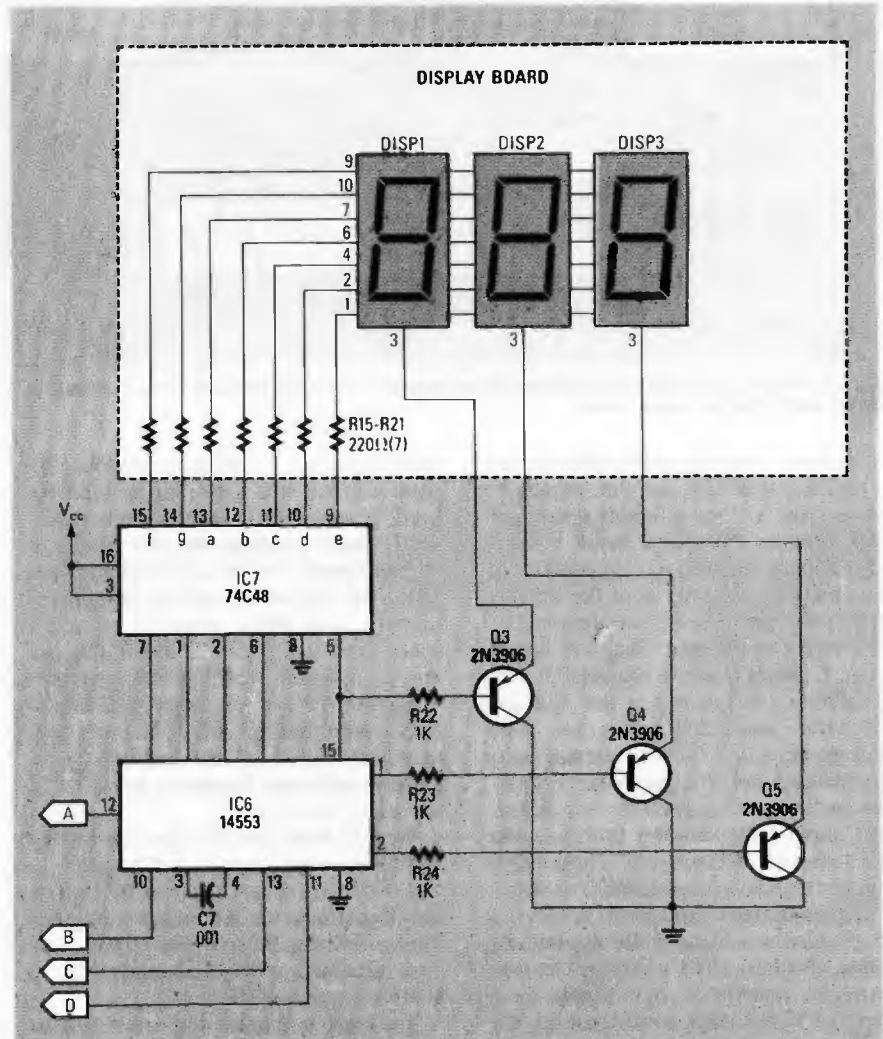 DISPLAY BOARD
DISP1 DISP2 DISP3
9
10
7
6
4
2
1
3 3 3
R15-R21
220Ω(7)
Vcc
15 14 13 12 11 10 9
f g a b c d e
16
3
IC7
74C48
7 1 2 6 8 5
Q3
2N3906
R22
1K
Q4
2N3906
15
1
R23
1K
Q5
2N3906
A
12
IC6
14553
2
R24
1K
10 3 4 13 11 8
C7
.001
B
C
D